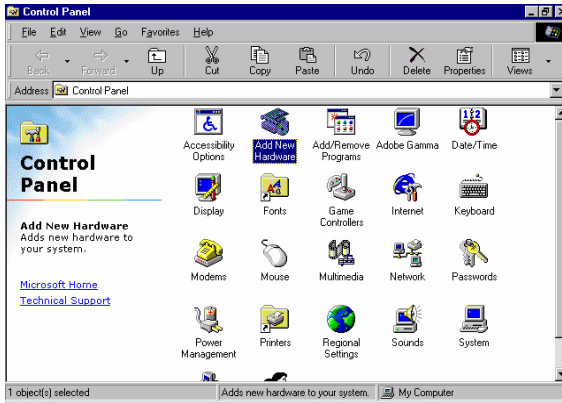 Control Panel
File Edit View Go Favorites Help
Back Forward Up Cut Copy Paste Undo Delete Properties Views
Address Control Panel
Control
Panel
Add New Hardware
Adds new hardware to
your system.
Microsoft Home
Technical Support
Accessibility
Options
Add New
Hardware
Add/Remove
Programs
Adobe Gamma
Date/Time
Display
Fonts
Game
Controllers
Internet
Keyboard
Modems
Mouse
Multimedia
Network
Passwords
Power
Management
Printers
Regional
Settings
Sounds
System
1 object(s) selected
Adds new hardware to your system.
My Computer